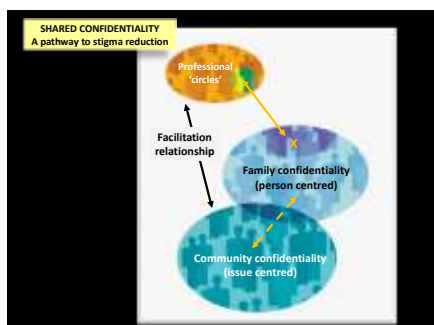 SHARED CONFIDENTIALITY
A pathway to stigma reduction
Professional
'circles'
Facilitation
relationship
X
Family confidentiality
(person centred)
Community confidentiality
(issue centred)